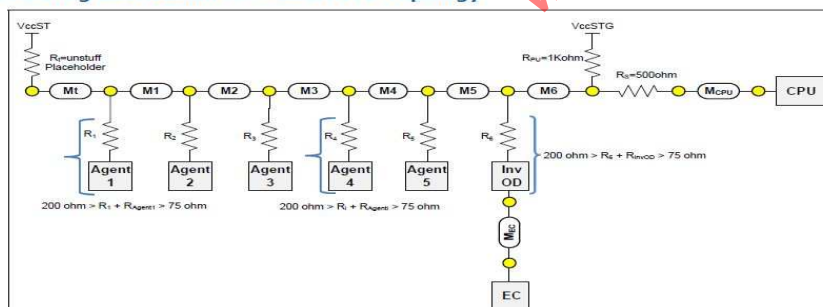 VccST
VccSTG
Rt=unstuff
Placeholder
RPU=1Kohm
RS=500ohm
Mt
M1
M2
M3
M4
M5
M6
MCPU
CPU
R1
R2
R3
R4
R5
R6
200 ohm > R6 + RInvOD > 75 ohm
Agent
1
Agent
2
Agent
3
Agent
4
Agent
5
Inv
OD
200 ohm > R1 + RAgent1 > 75 ohm
200 ohm > Ri + RAgenti > 75 ohm
MEC
EC